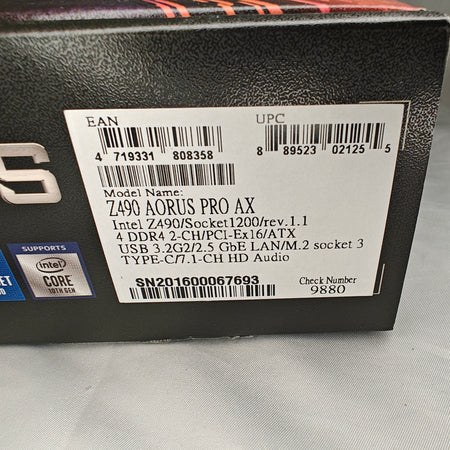 EAN
UPC
4 719331 808358
8 89523 02125 5
Model Name:
Z490 AORUS PRO AX
Intel Z490/Socket1200/rev.1.1
4 DDR4 2-CH/PCI-Ex16/ATX
USB 3.2G2/2.5 GbE LAN/M.2 socket 3
TYPE-C/7.1-CH HD Audio
SN201600067693
Check Number
9880
S
SUPPORTS
intel
CORE
10TH GEN